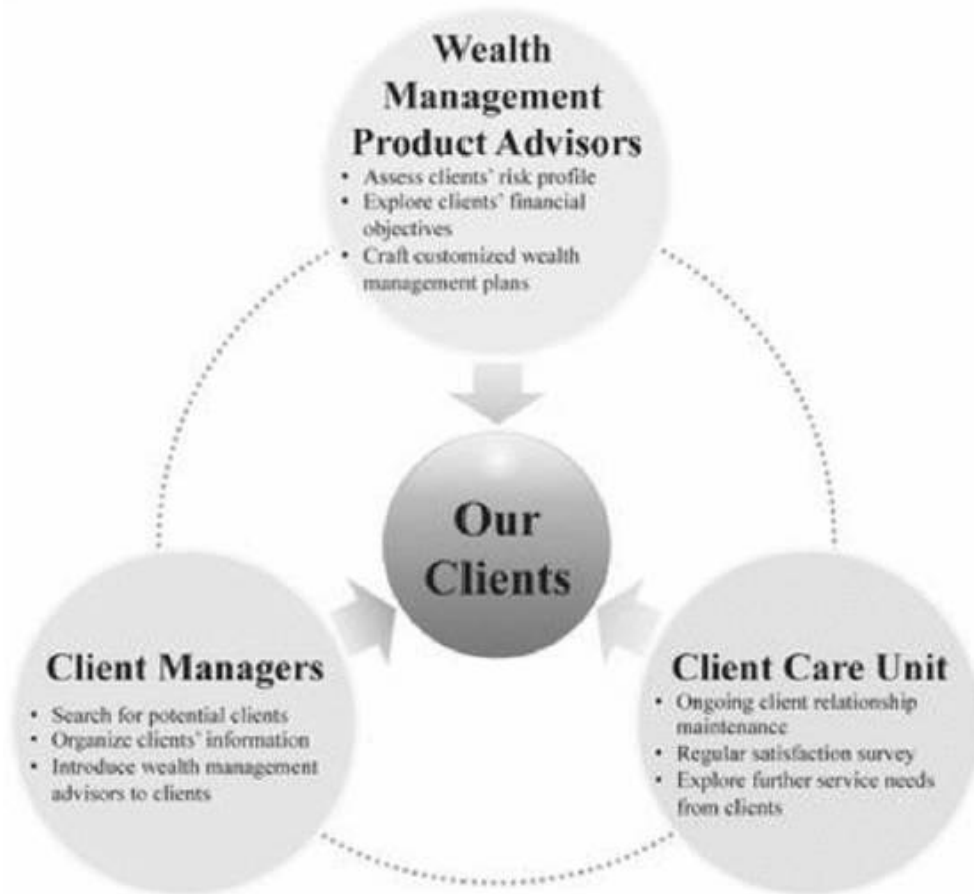 Wealth
Management
Product Advisors
• Assess clients' risk profile
• Explore clients' financial
objectives
• Craft customized wealth
management plans
Our
Clients
Client Managers
• Search for potential clients
• Organize clients' information
• Introduce wealth management
advisors to clients
Client Care Unit
• Ongoing client relationship
maintenance
• Regular satisfaction survey
• Explore further service needs
from clients